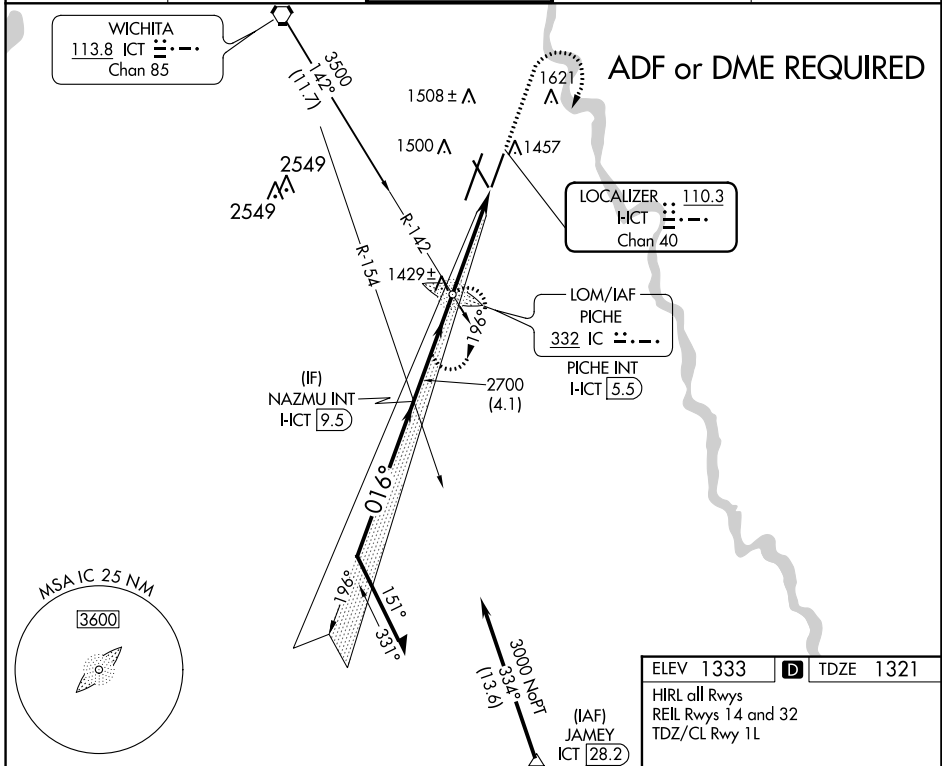 WICHITA
113.8 ICT
Chan 85
3500
142°
(11.7)
ADF or DME REQUIRED
1621
1508 ±
1500
1457
2549
2549
LOCALIZER 110.3
I-ICT
Chan 40
R-142
R-154
1429±
LOM/IAF
PICHE
332 IC
PICHE INT
I-ICT 5.5
196°
(IF)
NAZMU INT
I-ICT 9.5
2700
(4.1)
016°
196°
151°
331°
MSA IC 25 NM
3600
3000 NoPT
334°
(13.6)
(IAF)
JAMEY
ICT 28.2
ELEV 1333 D TDZE 1321
HIRL all Rwys
REIL Rwys 14 and 32
TDZ/CL Rwy 1L